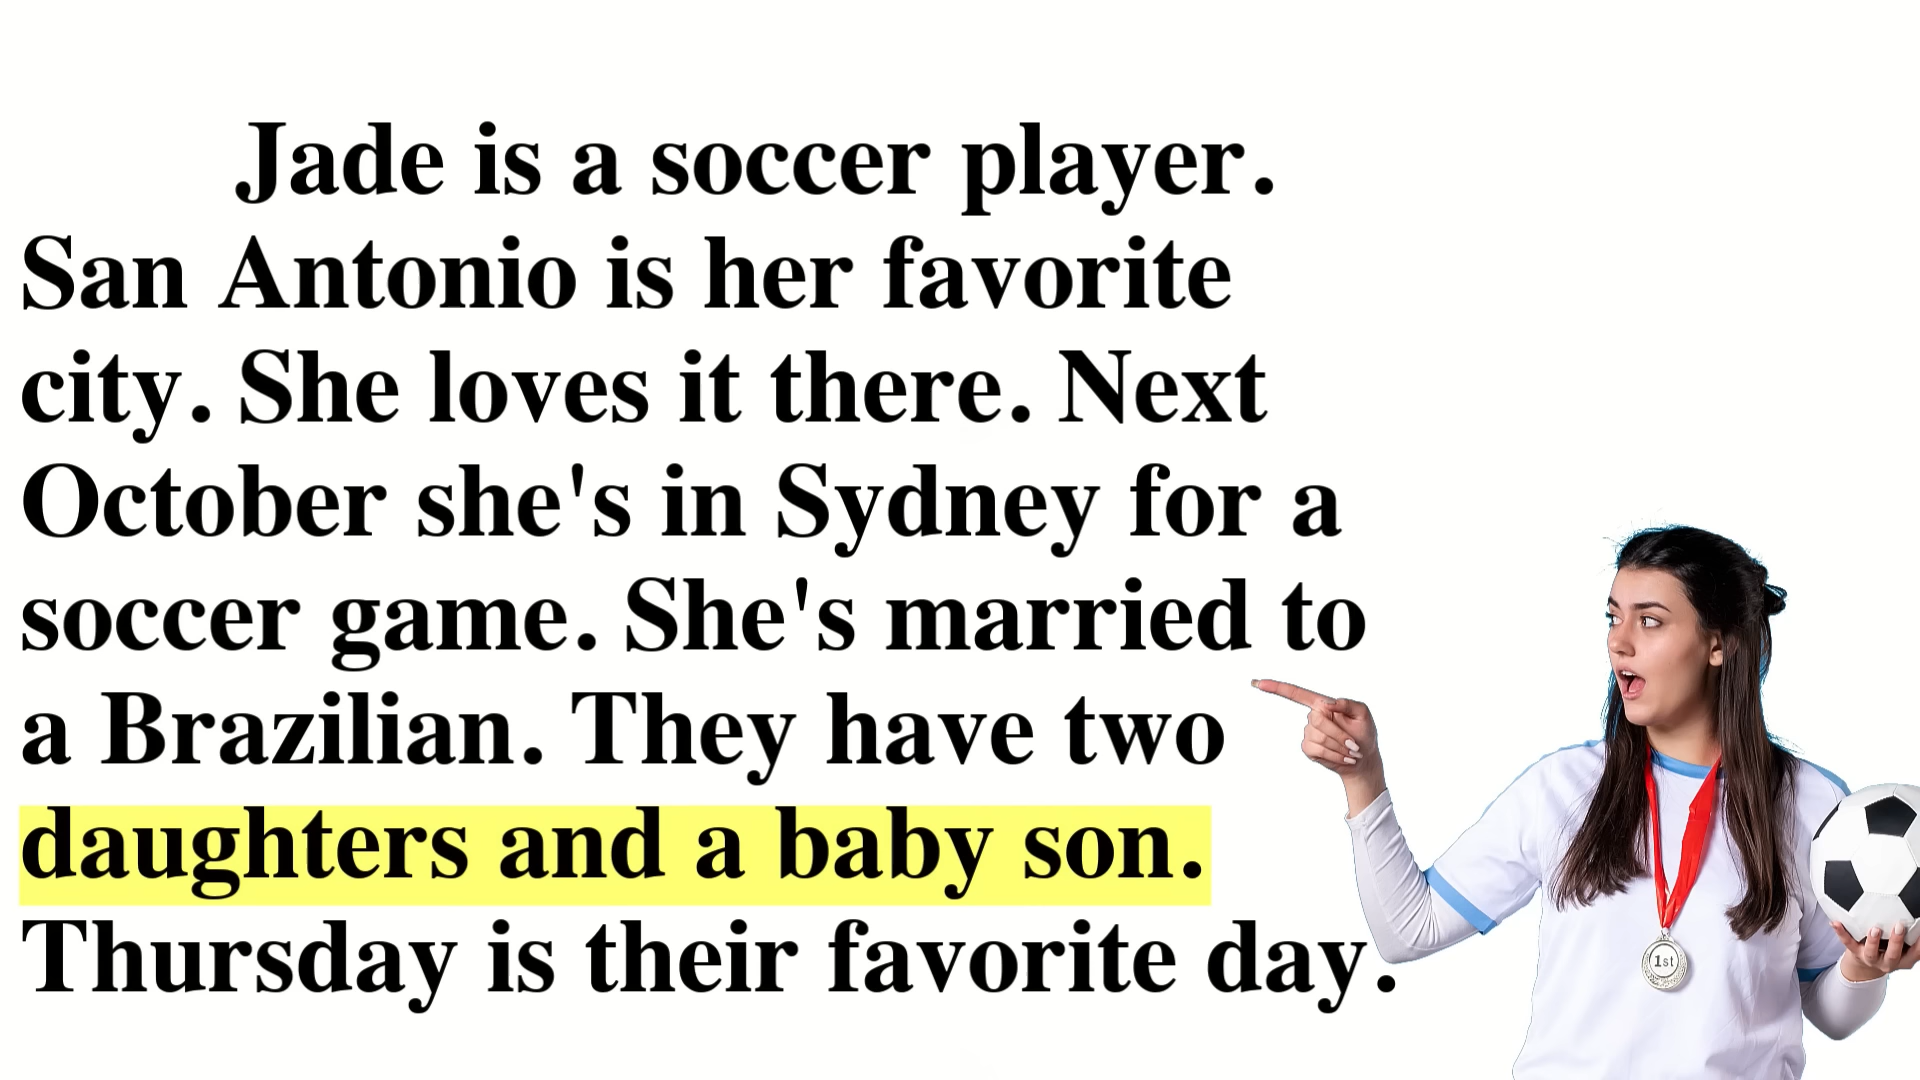 Jade is a soccer player.
San Antonio is her favorite
city. She loves it there. Next
October she's in Sydney for a
soccer game. She's married to
a Brazilian. They have two
daughters and a baby son.
Thursday is their favorite day.
1st